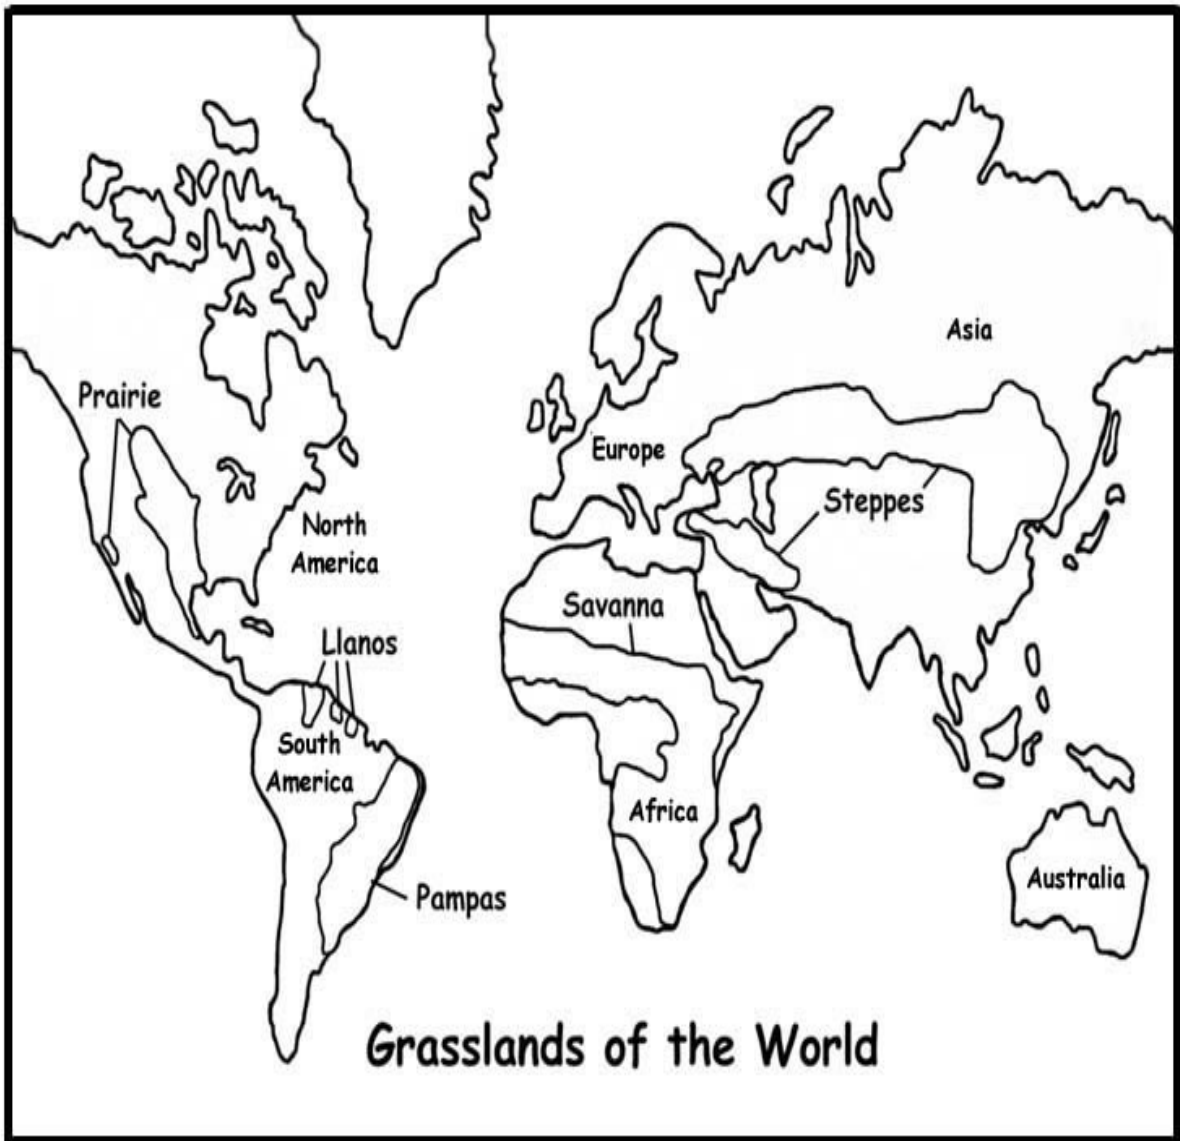 Asia
Prairie
Europe
Steppes
North
America
Savanna
Llanos
South
America
Africa
Australia
Pampas
Grasslands of the World